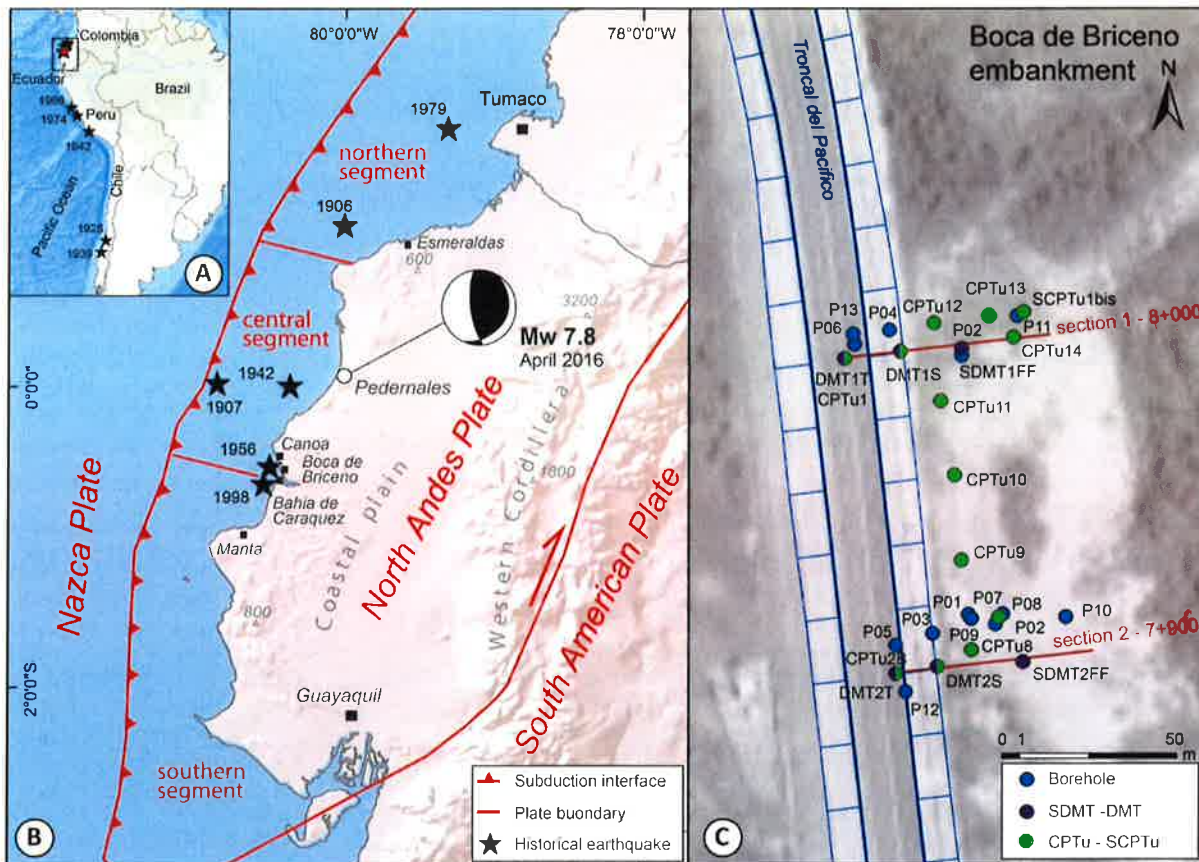 Colombia
Ecuador
Brazil
1966
1974
Peru
1942
Pacific Ocean
Chile
1928
1939
A
80°0'0"W
78°0'0"W
1979
Tumaco
northern
segment
1906
Esmeraldas
600
3200
central
segment
Mw 7.8
April 2016
0°0'0"
1942
1907
Pedernales
1956
Canoa
Boca de
Briceno
1998
Bahia de
Caraquez
1800
Manta
Nazca Plate
Coastal plain
North Andes Plate
Western Cordillera
South American Plate
800
2°0'0"S
Guayaquil
southern
segment
Subduction interface
Plate boundary
Historical earthquake
B
Troncal del Pacifico
Boca de Briceno
embankment
N
CPTu13
SCPTu1bis
P13
P04
CPTu12
P06
P02
P11
section 1 - 8+000
CPTu14
DMT1T
DMT1S
SDMT1FF
CPTu1
CPTu11
CPTu10
CPTu9
P01
P07
P08
P10
P03
P05
P09
P02
section 2 - 7+900
CPTu8
CPTu2B
DMT2S
SDMT2FF
DMT2T
P12
0 1 50
m
Borehole
SDMT -DMT
CPTu - SCPTu
C